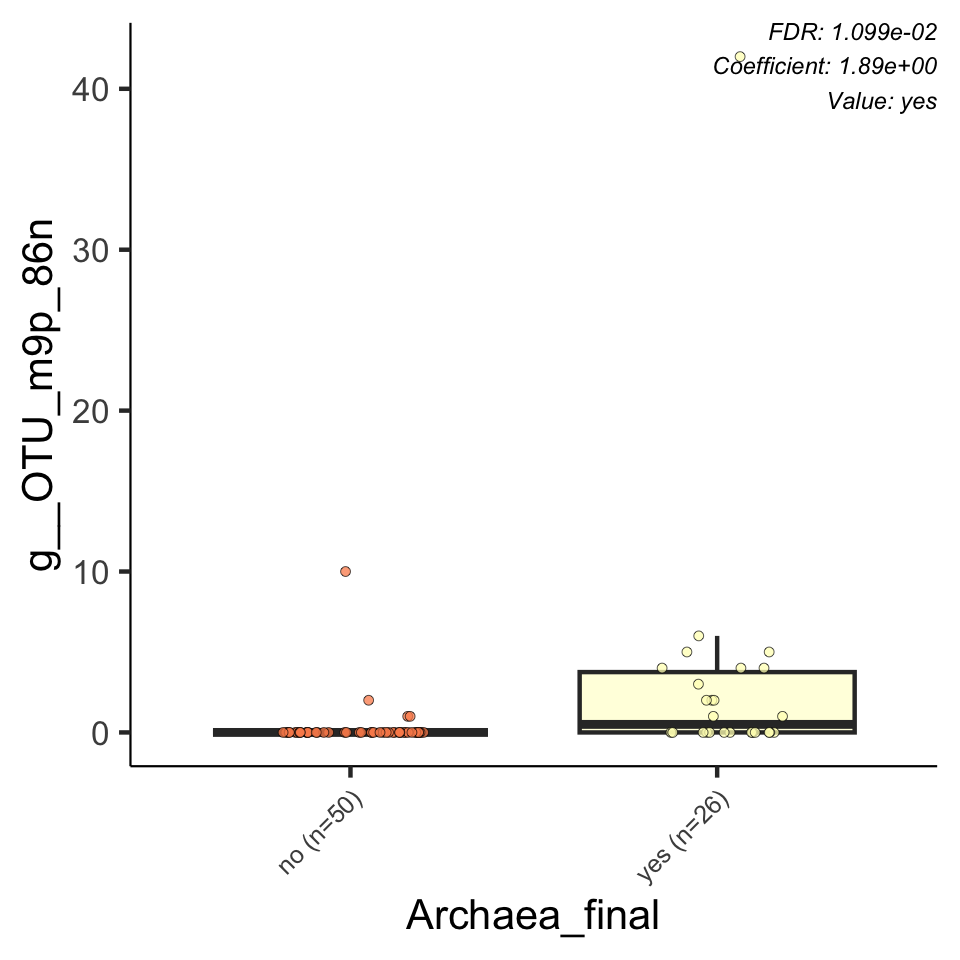 FDR: 1.099e-02
Coefficient: 1.89e+00
Value: yes
g__OTU_m9p_86n
40
30
20
10
0
no (n=50)
yes (n=26)
Archaea_final